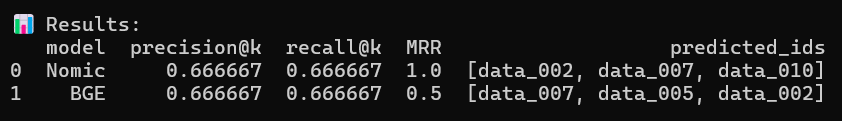 📊 Results:
model precision@k recall@k MRR predicted_ids
0 Nomic 0.666667 0.666667 1.0 [data_002, data_007, data_010]
1 BGE 0.666667 0.666667 0.5 [data_007, data_005, data_002]